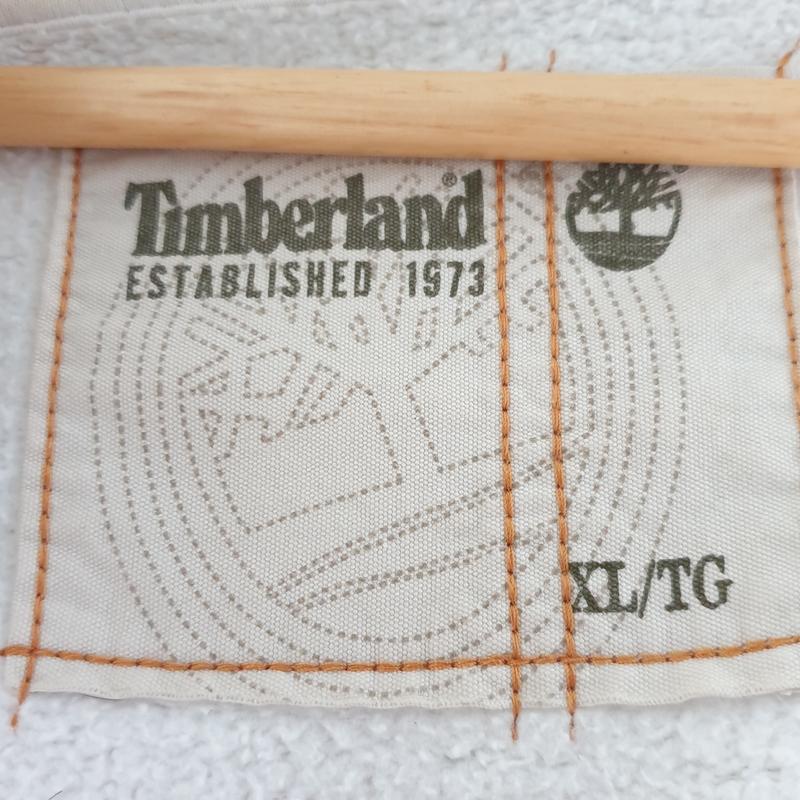 Timberland®
ESTABLISHED 1973
XL/TG